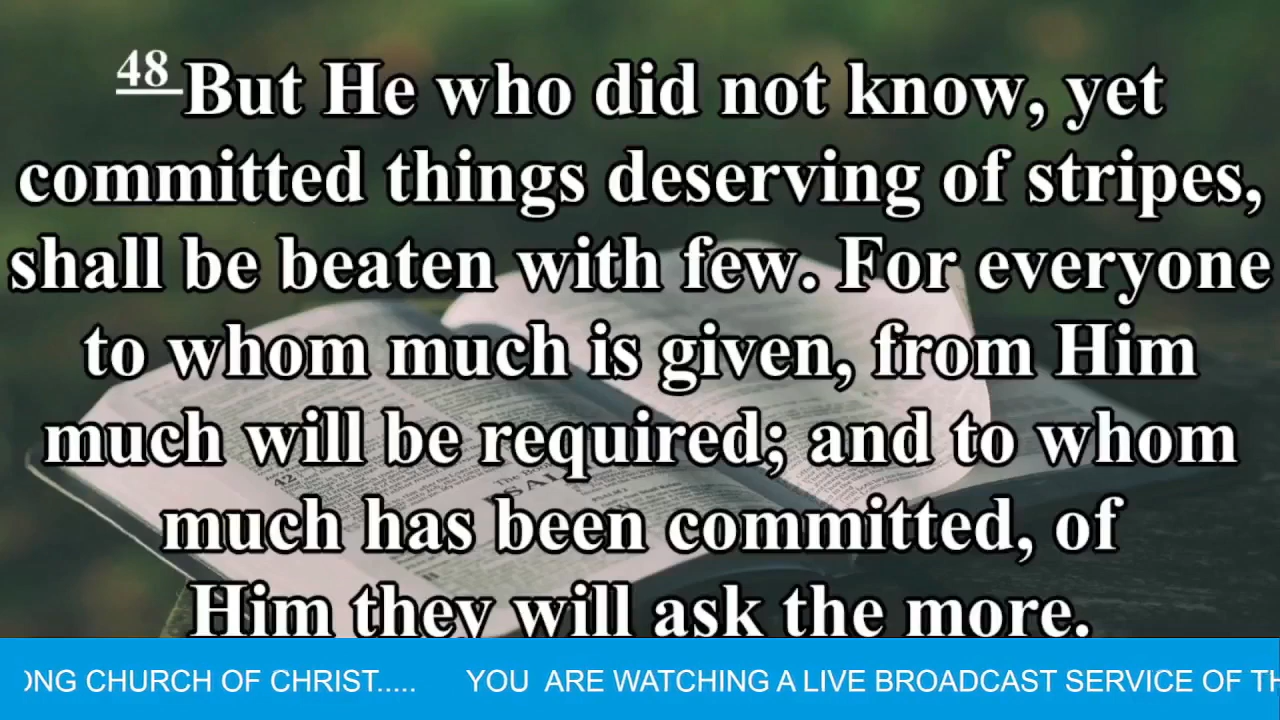 48 But He who did not know, yet
committed things deserving of stripes,
shall be beaten with few. For everyone
to whom much is given, from Him
much will be required; and to whom
much has been committed, of
Him they will ask the more.
CHURCH OF CHRIST..... YOU ARE WATCHING A LIVE BROADCAST SERVICE OF